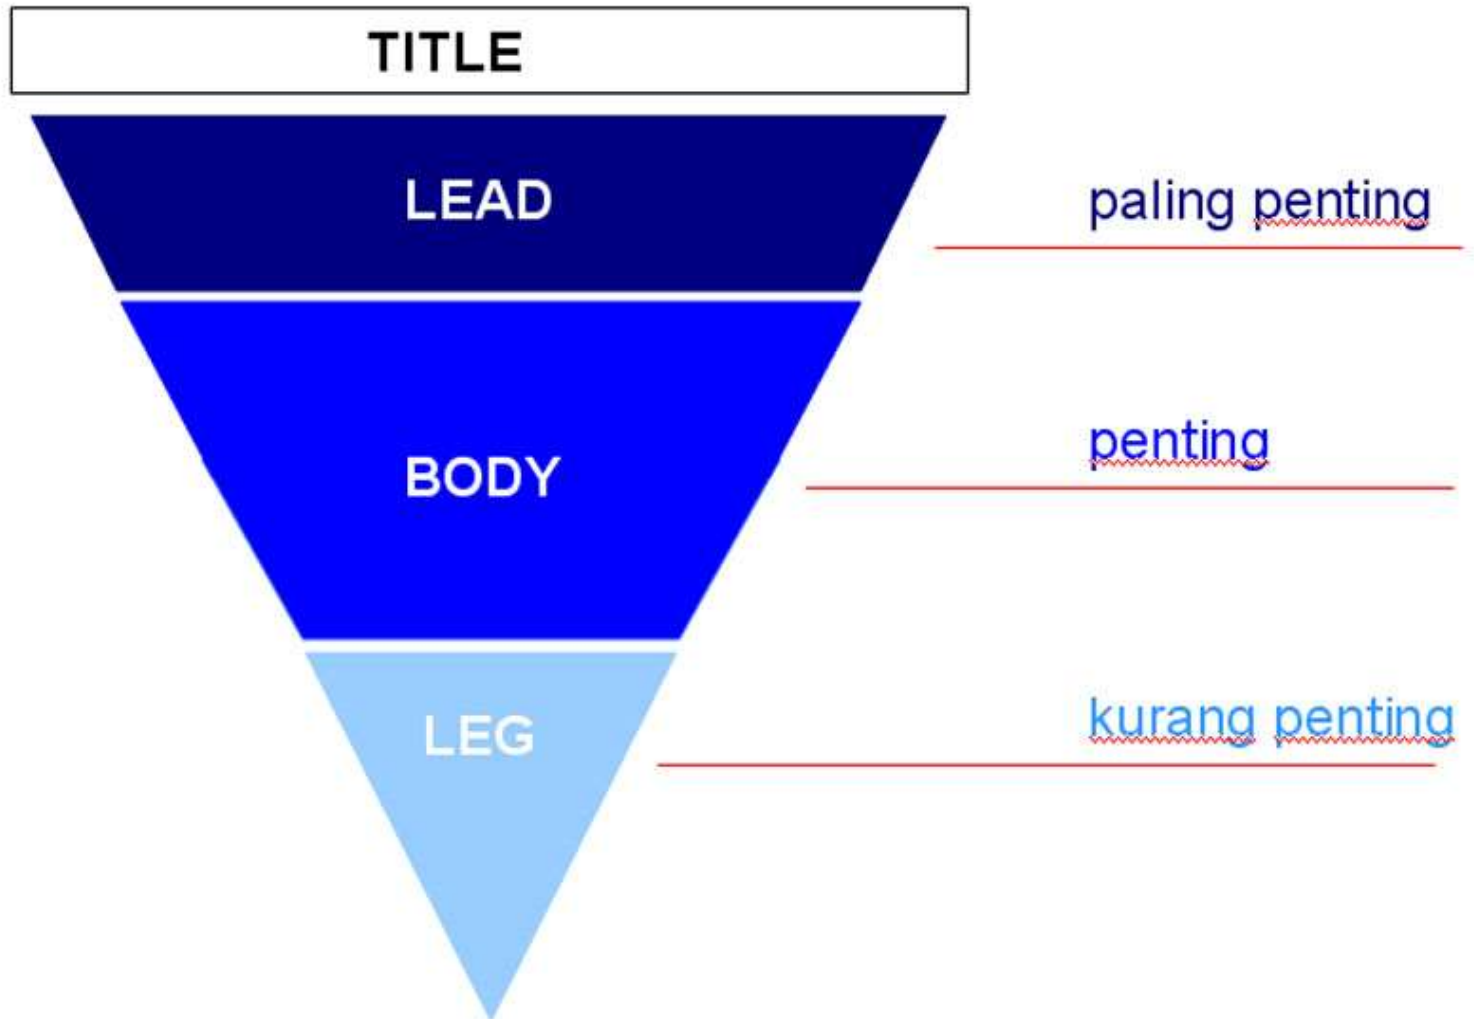 TITLE
LEAD
paling penting
penting
BODY
kurang penting
LEG